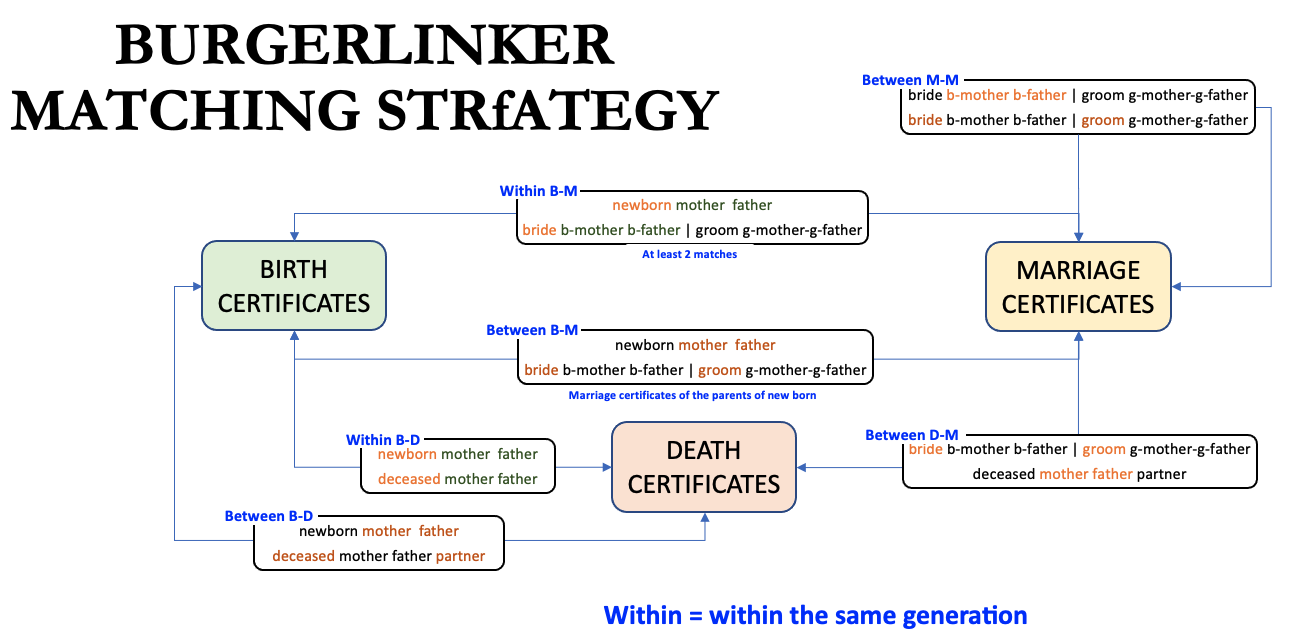 BURGERLINKER
MATCHING STRfATEGY
Between M-M
bride b-mother b-father | groom g-mother-g-father
bride b-mother b-father | groom g-mother-g-father
Within B-M
newborn mother father
bride b-mother b-father | groom g-mother-g-father
At least 2 matches
BIRTH
CERTIFICATES
MARRIAGE
CERTIFICATES
Between B-M
newborn mother father
bride b-mother b-father | groom g-mother-g-father
Marriage certificates of the parents of new born
Within B-D
newborn mother father
deceased mother father
DEATH
CERTIFICATES
Between D-M
bride b-mother b-father | groom g-mother-g-father
deceased mother father partner
Between B-D
newborn mother father
deceased mother father partner
Within = within the same generation